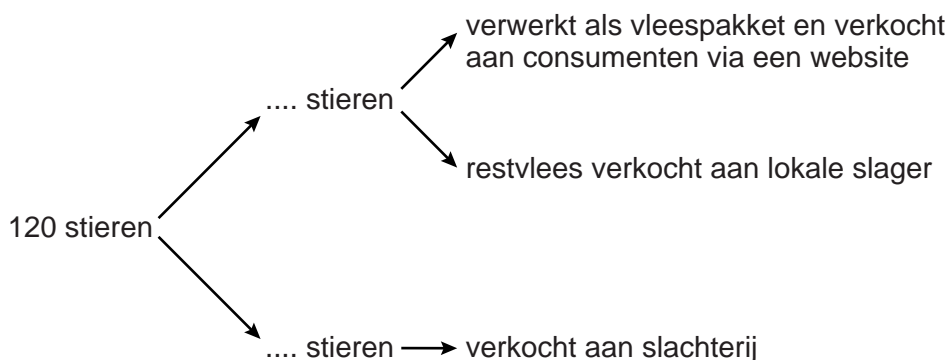 verwerkt als vleespakket en verkocht
aan consumenten via een website
.... stieren
restvlees verkocht aan lokale slager
120 stieren
.... stieren
verkocht aan slachterij